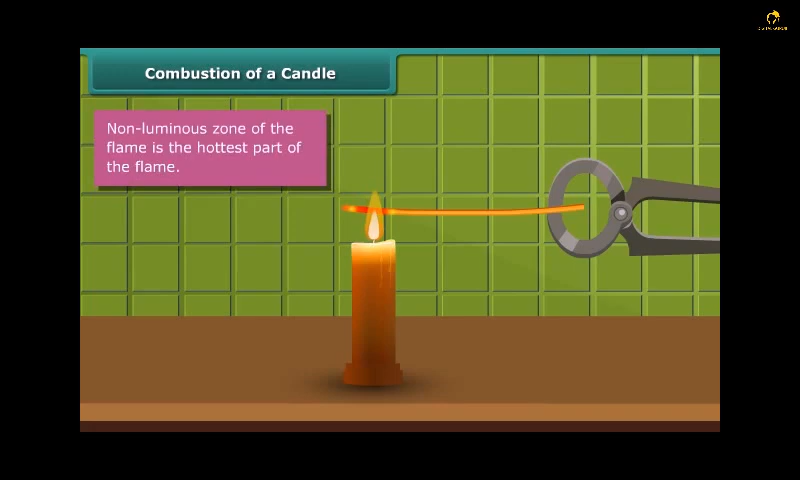 Combustion of a Candle
Non-luminous zone of the
flame is the hottest part of
the flame.